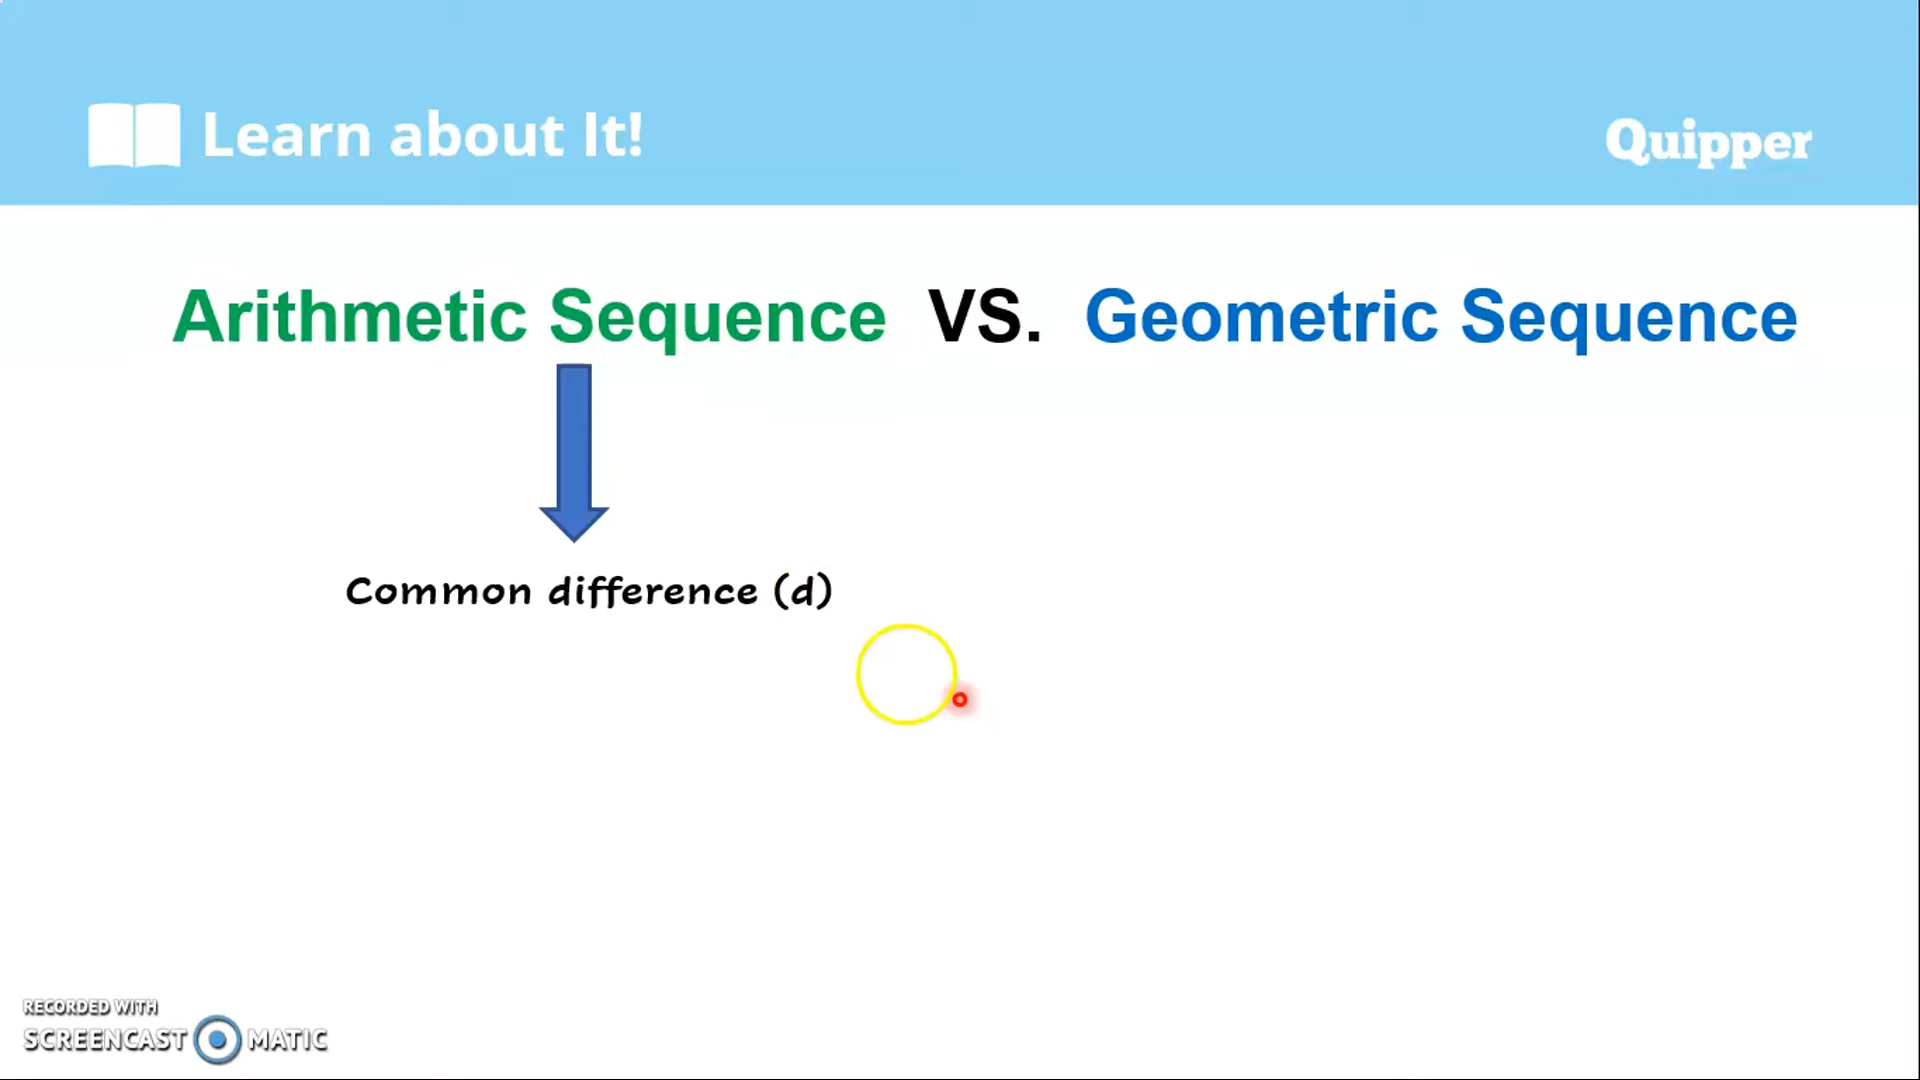 Learn about It!
Quipper
Arithmetic Sequence VS. Geometric Sequence
Common difference (d)
RECORDED WITH
SCREENCAST MATIC